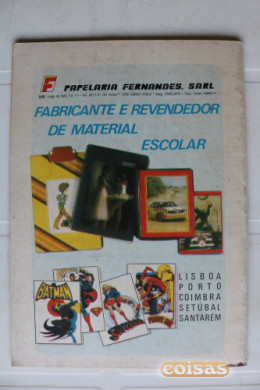 F PAPELARIA FERNANDES, SARL
FABRICANTE E REVENDEDOR
DE MATERIAL
ESCOLAR
BATMAN
LISBOA
PORTO
COIMBRA
SETÚBAL
SANTARÉM
coisas